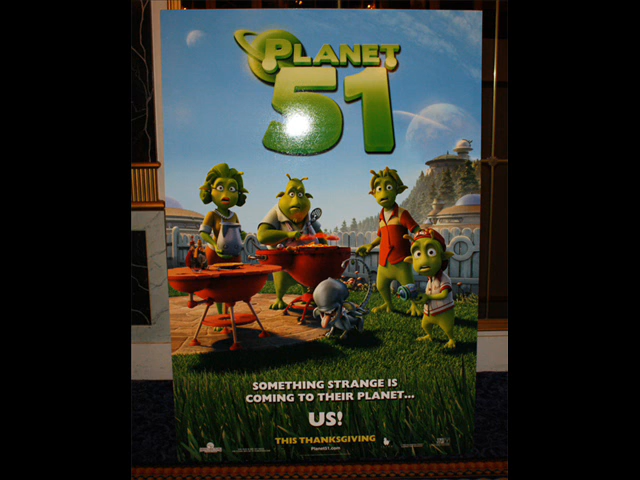 PLANET
51
SOMETHING STRANGE IS
COMING TO THEIR PLANET...
US!
THIS THANKSGIVING
Planet51.com